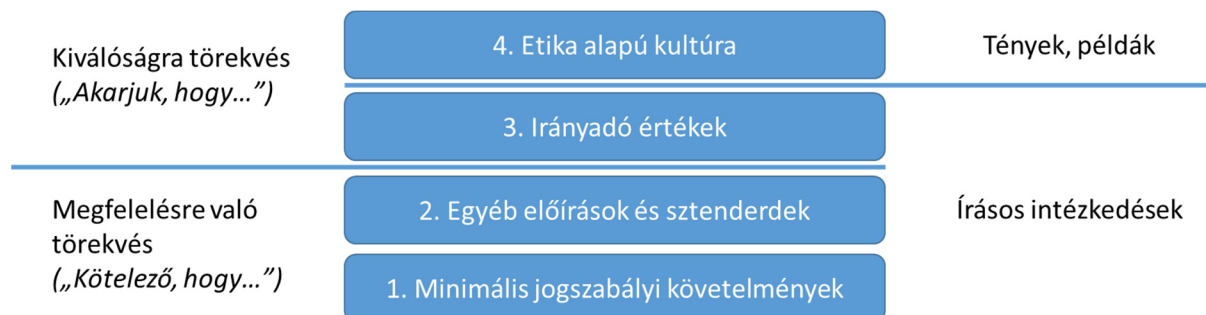 Kiválóságra törekvés
(„Akarjuk, hogy…”)
4. Etika alapú kultúra
Tények, példák
3. Irányadó értékek
Megfelelésre való
törekvés
(„Kötelező, hogy…”)
2. Egyéb előírások és sztenderdek
Írásos intézkedések
1. Minimális jogszabályi követelmények